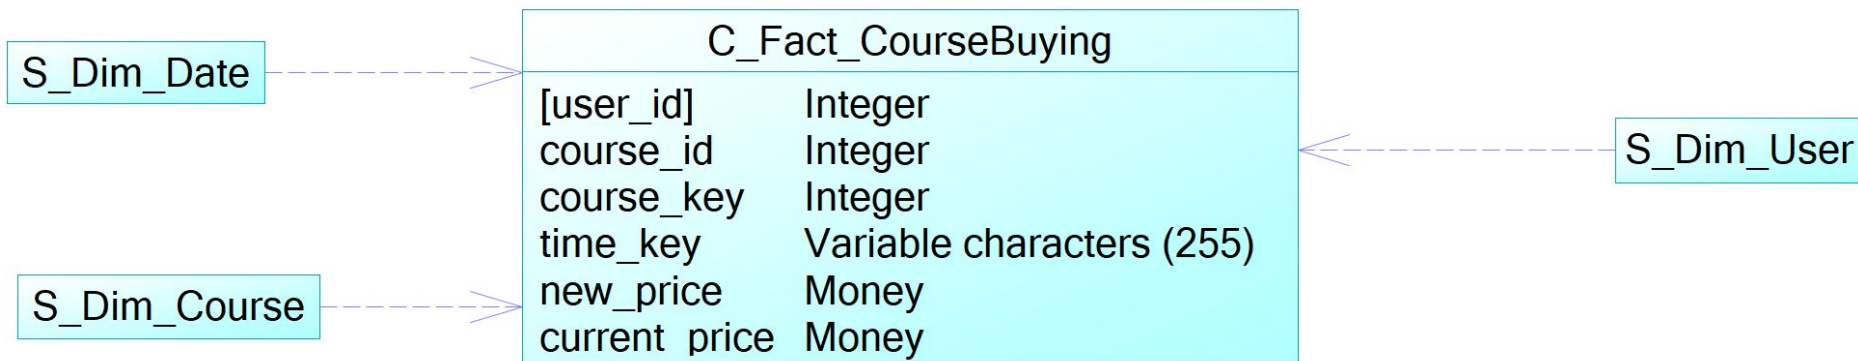 C_Fact_CourseBuying
S_Dim_Date
[user_id] Integer
course_id Integer
course_key Integer
time_key Variable characters (255)
new_price Money
current_price Money
S_Dim_User
S_Dim_Course